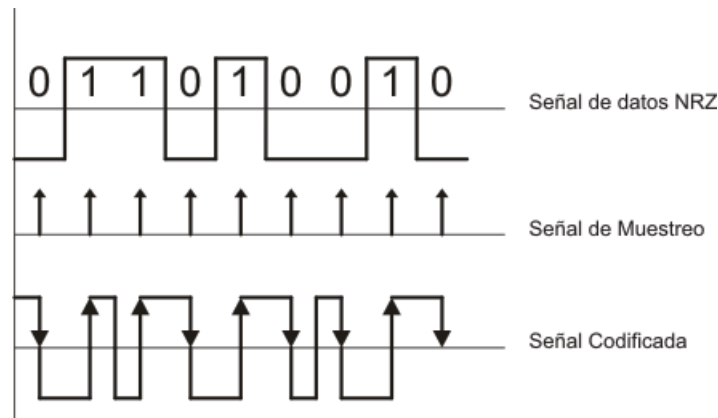 0 1 1 0 1 0 0 1 0
Señal de datos NRZ
Señal de Muestreo
Señal Codificada